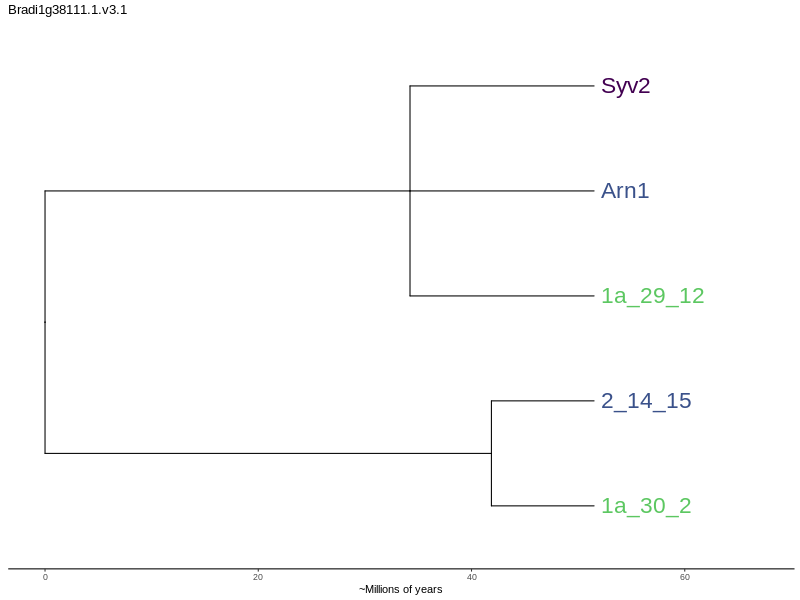 Bradi1g38111.1.v3.1
Syv2
Arn1
1a_29_12
2_14_15
1a_30_2
0 20 40 60
~Millions of years